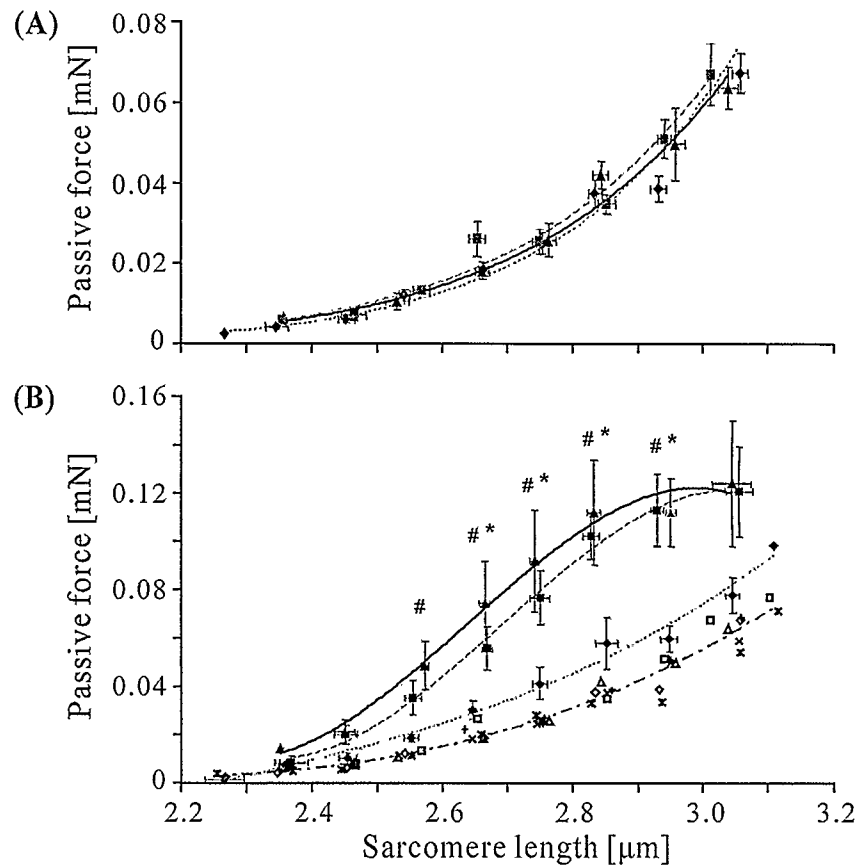 (A)
0.08
0.06
0.04
0.02
0
Passive force [mN]
(B)
0.16
0.12
0.08
0.04
0.00
Passive force [mN]
#
# *
# *
# *
# *
2.2 2.4 2.6 2.8 3.0 3.2
Sarcomere length [µm]